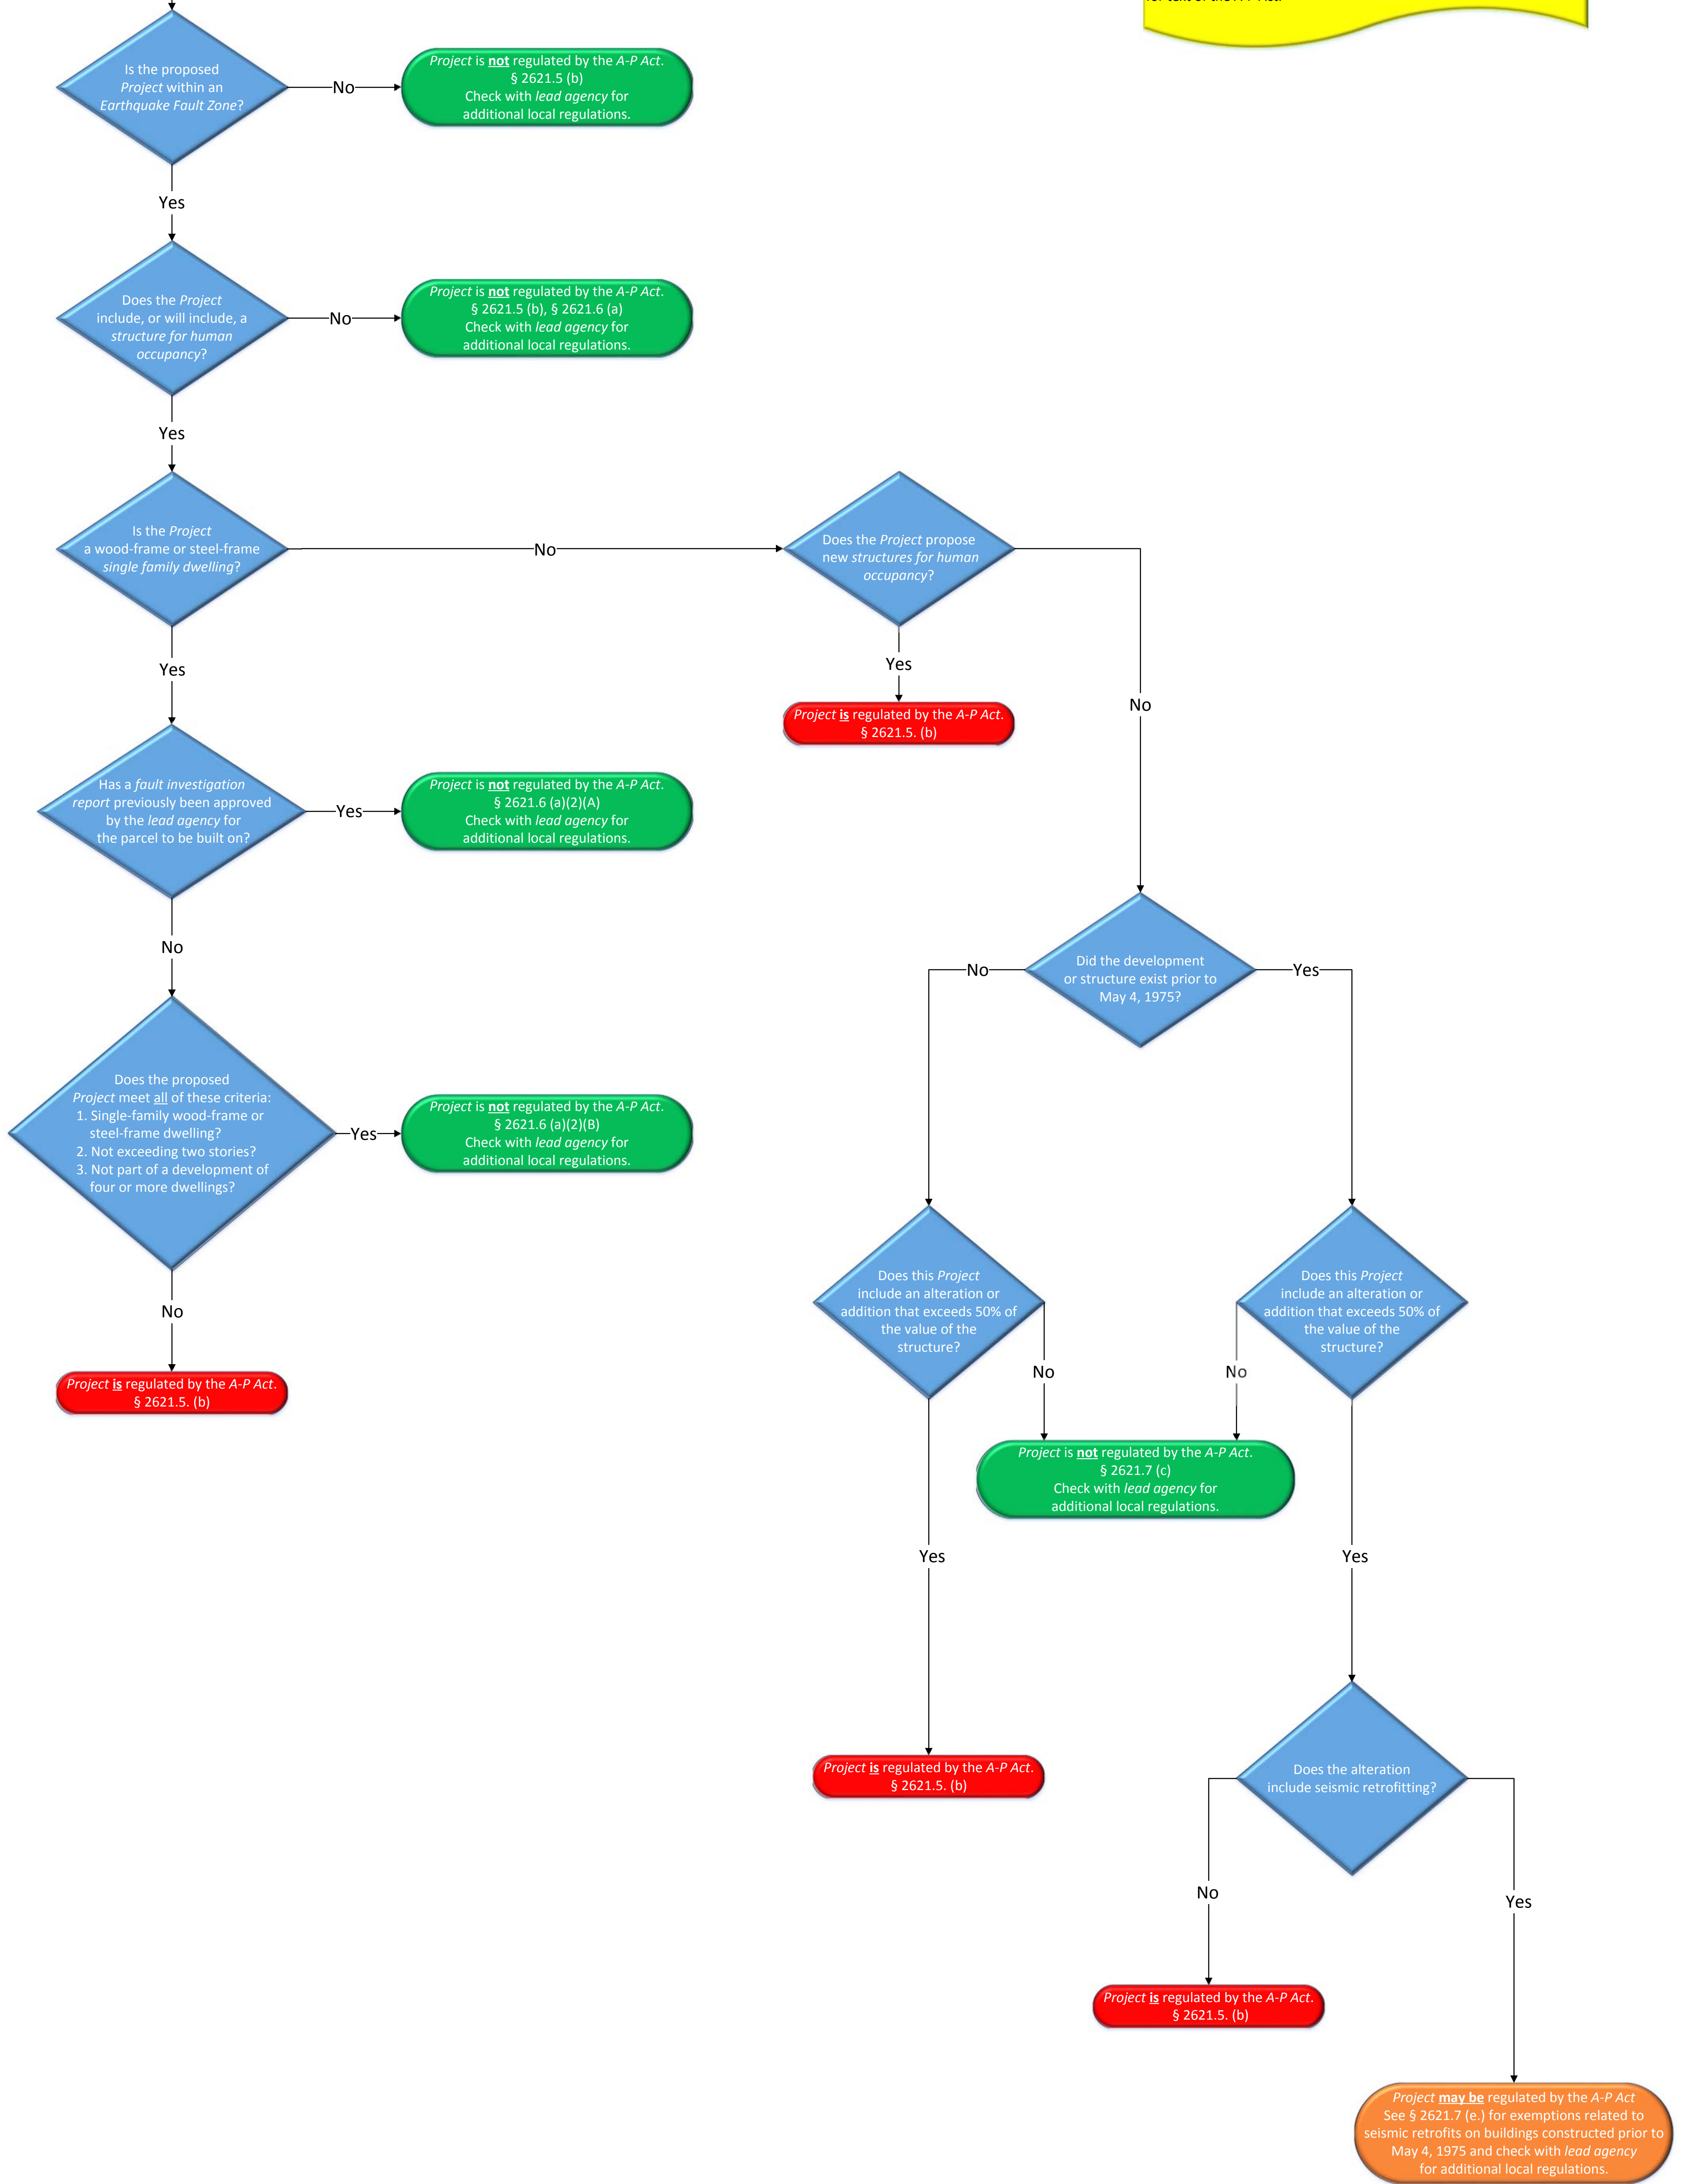 for text of the A-P Act.
Is the proposed
Project within an
Earthquake Fault Zone?
No
Project is not regulated by the A-P Act.
§ 2621.5 (b)
Check with lead agency for
additional local regulations.
Yes
Does the Project
include, or will include, a
structure for human
occupancy?
No
Project is not regulated by the A-P Act.
§ 2621.5 (b), § 2621.6 (a)
Check with lead agency for
additional local regulations.
Yes
Is the Project
a wood-frame or steel-frame
single family dwelling?
No
Does the Project propose
new structures for human
occupancy?
Yes
Project is regulated by the A-P Act.
§ 2621.5. (b)
No
Yes
Has a fault investigation
report previously been approved
by the lead agency for
the parcel to be built on?
Yes
Project is not regulated by the A-P Act.
§ 2621.6 (a)(2)(A)
Check with lead agency for
additional local regulations.
No
Does the proposed
Project meet all of these criteria:
1. Single-family wood-frame or
steel-frame dwelling?
2. Not exceeding two stories?
3. Not part of a development of
four or more dwellings?
Yes
Project is not regulated by the A-P Act.
§ 2621.6 (a)(2)(B)
Check with lead agency for
additional local regulations.
No
Project is regulated by the A-P Act.
§ 2621.5. (b)
Did the development
or structure exist prior to
May 4, 1975?
No
Yes
Does this Project
include an alteration or
addition that exceeds 50% of
the value of the
structure?
No
Does this Project
include an alteration or
addition that exceeds 50% of
the value of the
structure?
No
Project is not regulated by the A-P Act.
§ 2621.7 (c)
Check with lead agency for
additional local regulations.
Yes
Project is regulated by the A-P Act.
§ 2621.5. (b)
Yes
Does the alteration
include seismic retrofitting?
No
Project is regulated by the A-P Act.
§ 2621.5. (b)
Yes
Project may be regulated by the A-P Act
See § 2621.7 (e.) for exemptions related to
seismic retrofits on buildings constructed prior to
May 4, 1975 and check with lead agency
for additional local regulations.